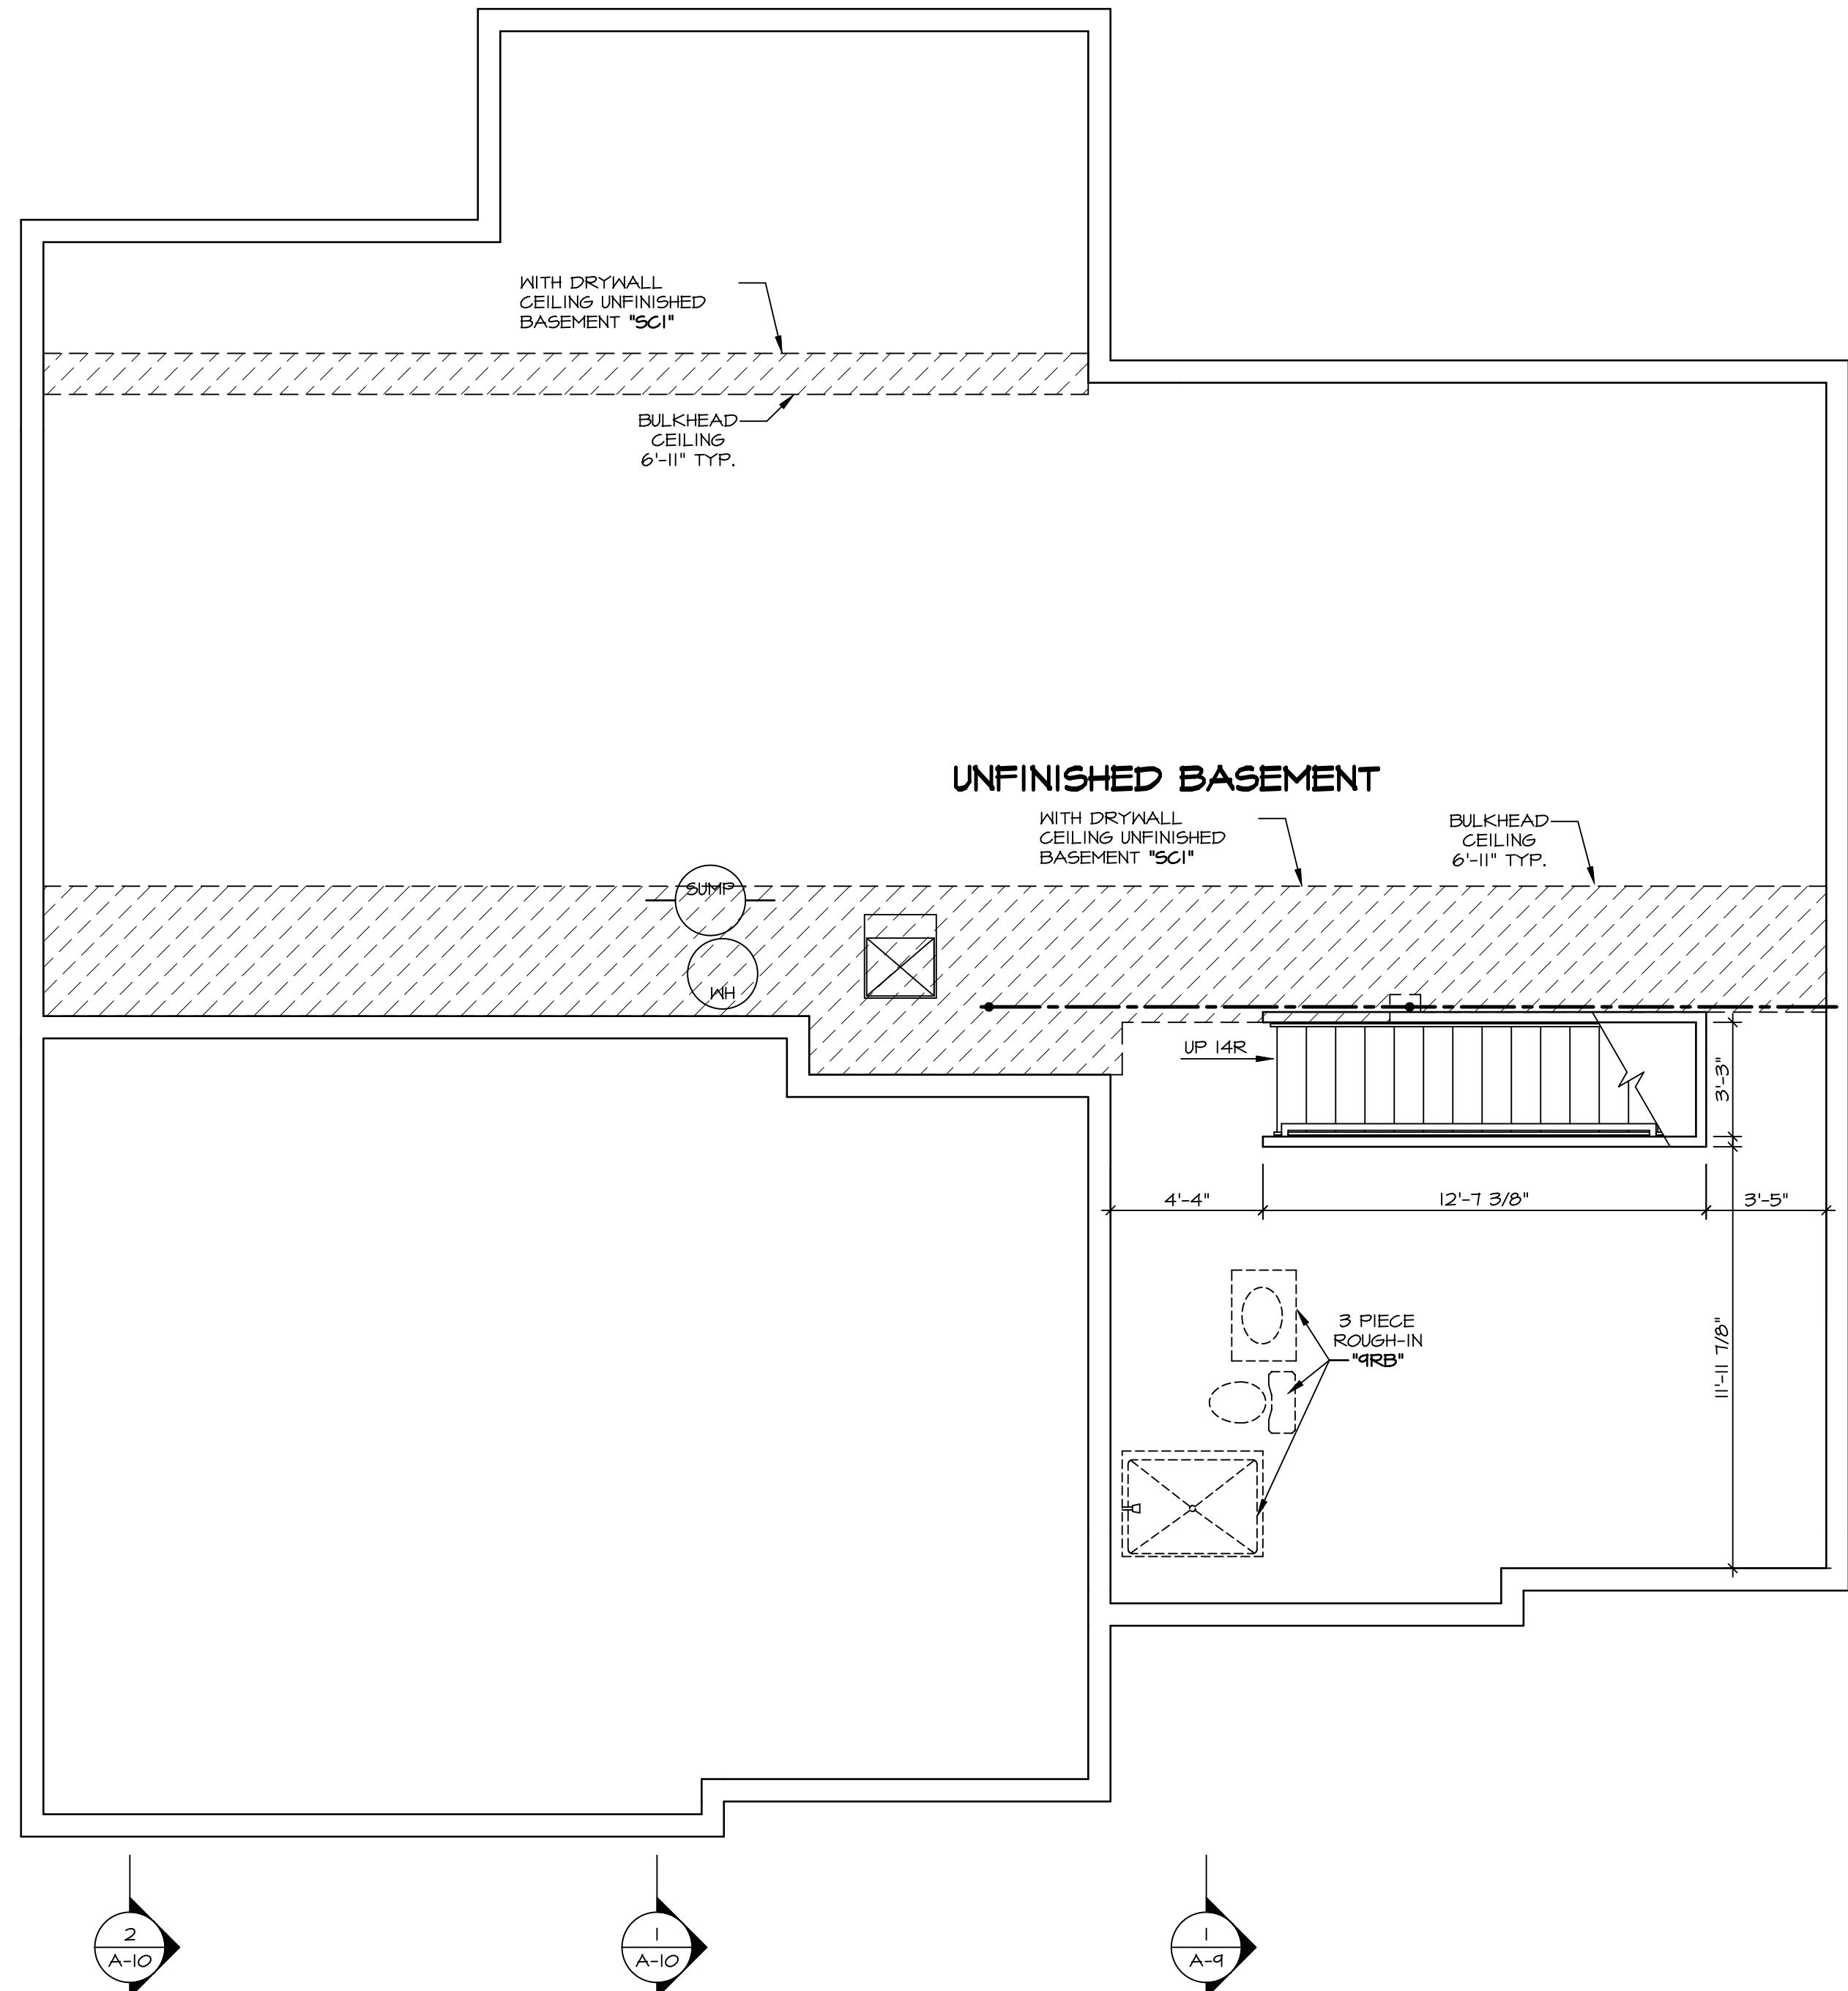 WITH DRYWALL
CEILING UNFINISHED
BASEMENT "SC1"
BULKHEAD
CEILING
6'-11" TYP.
UNFINISHED BASEMENT
WITH DRYWALL
CEILING UNFINISHED
BASEMENT "SC1"
BULKHEAD
CEILING
6'-11" TYP.
SUMP
WH
UP 14R
3'-3"
4'-4"
12'-7 3/8"
3'-5"
3 PIECE
ROUGH-IN
"9RB"
11'-11 7/8"
2
A-10
1
A-10
1
A-9